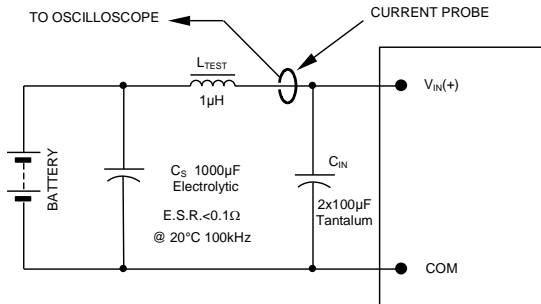 TO OSCILLOSCOPE
CURRENT PROBE
LTEST
1µH
VIN(+)
BATTERY
CS 1000µF
Electrolytic
E.S.R.<0.1Ω
@ 20°C 100kHz
CIN
2x100µF
Tantalum
COM